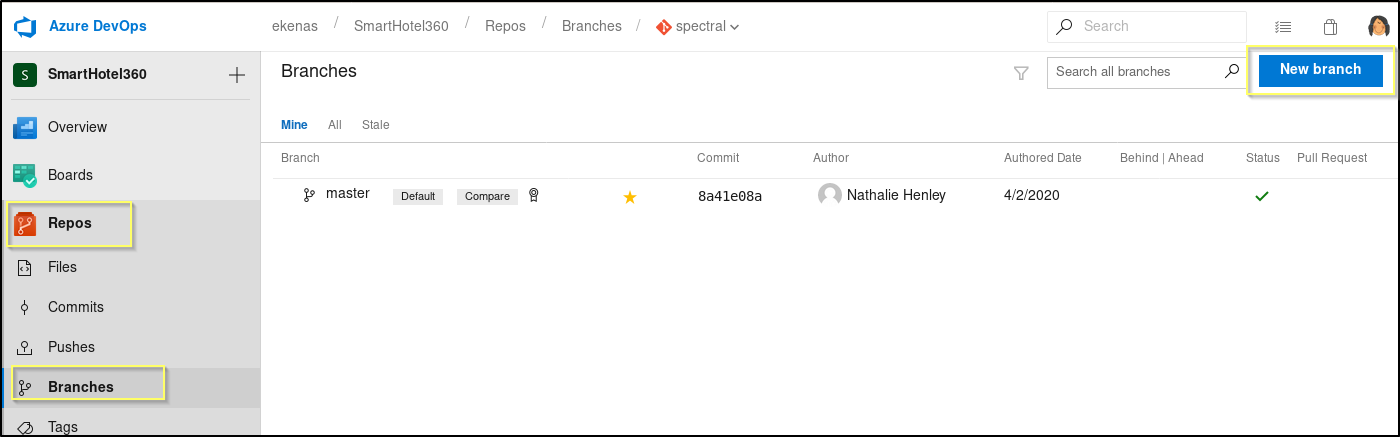 Azure DevOps
ekenas / SmartHotel360 / Repos / Branches / spectral
Search
S SmartHotel360
Overview
Boards
Repos
Files
Commits
Pushes
Branches
Tags
Branches
Search all branches
New branch
Mine All Stale
Branch Commit Author Authored Date Behind | Ahead Status Pull Request
master Default Compare 8a41e08a Nathalie Henley 4/2/2020